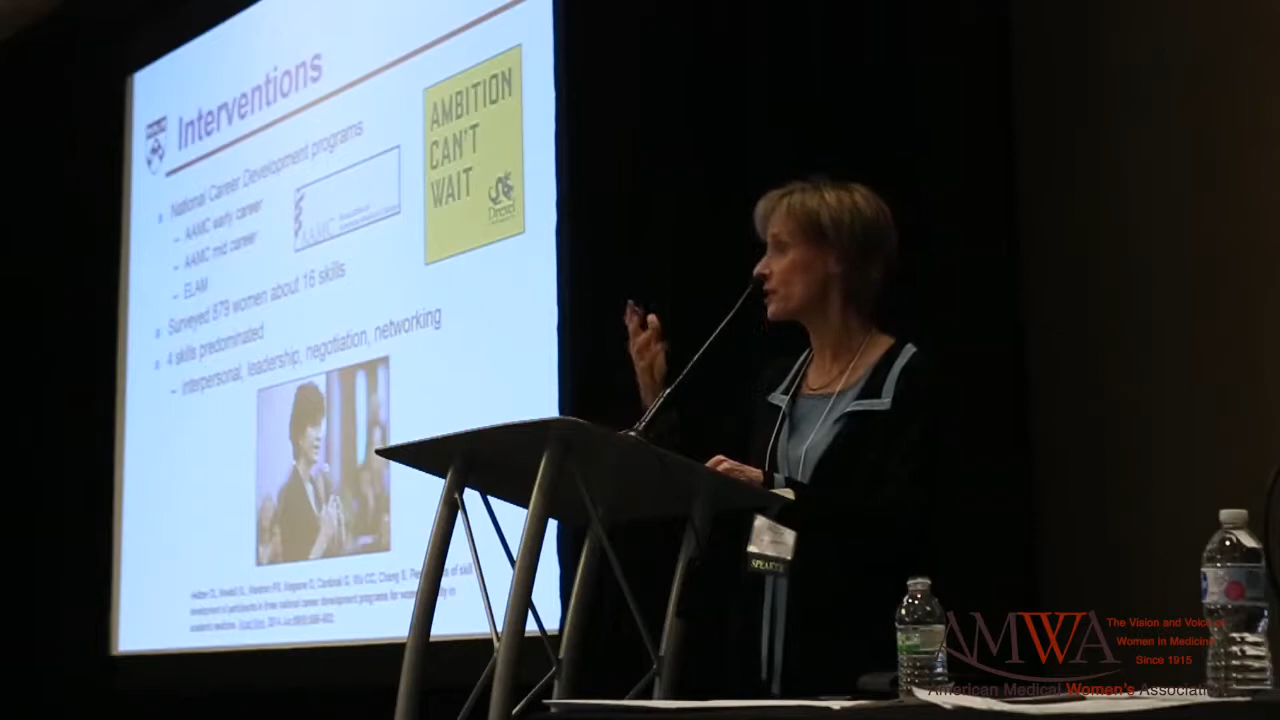 Interventions
National Career Development programs
– AAMC early career
– AAMC mid career
– ELAM
Surveyed 879 women about 16 skills
4 skills predominated
– Interpersonal, leadership, negotiation, networking
AAMC
AMBITION
CAN'T
WAIT
Drexel
SPEAKER
AMWA
The Vision and Voice of
Women in Medicine
Since 1915
American Medical Women's Association